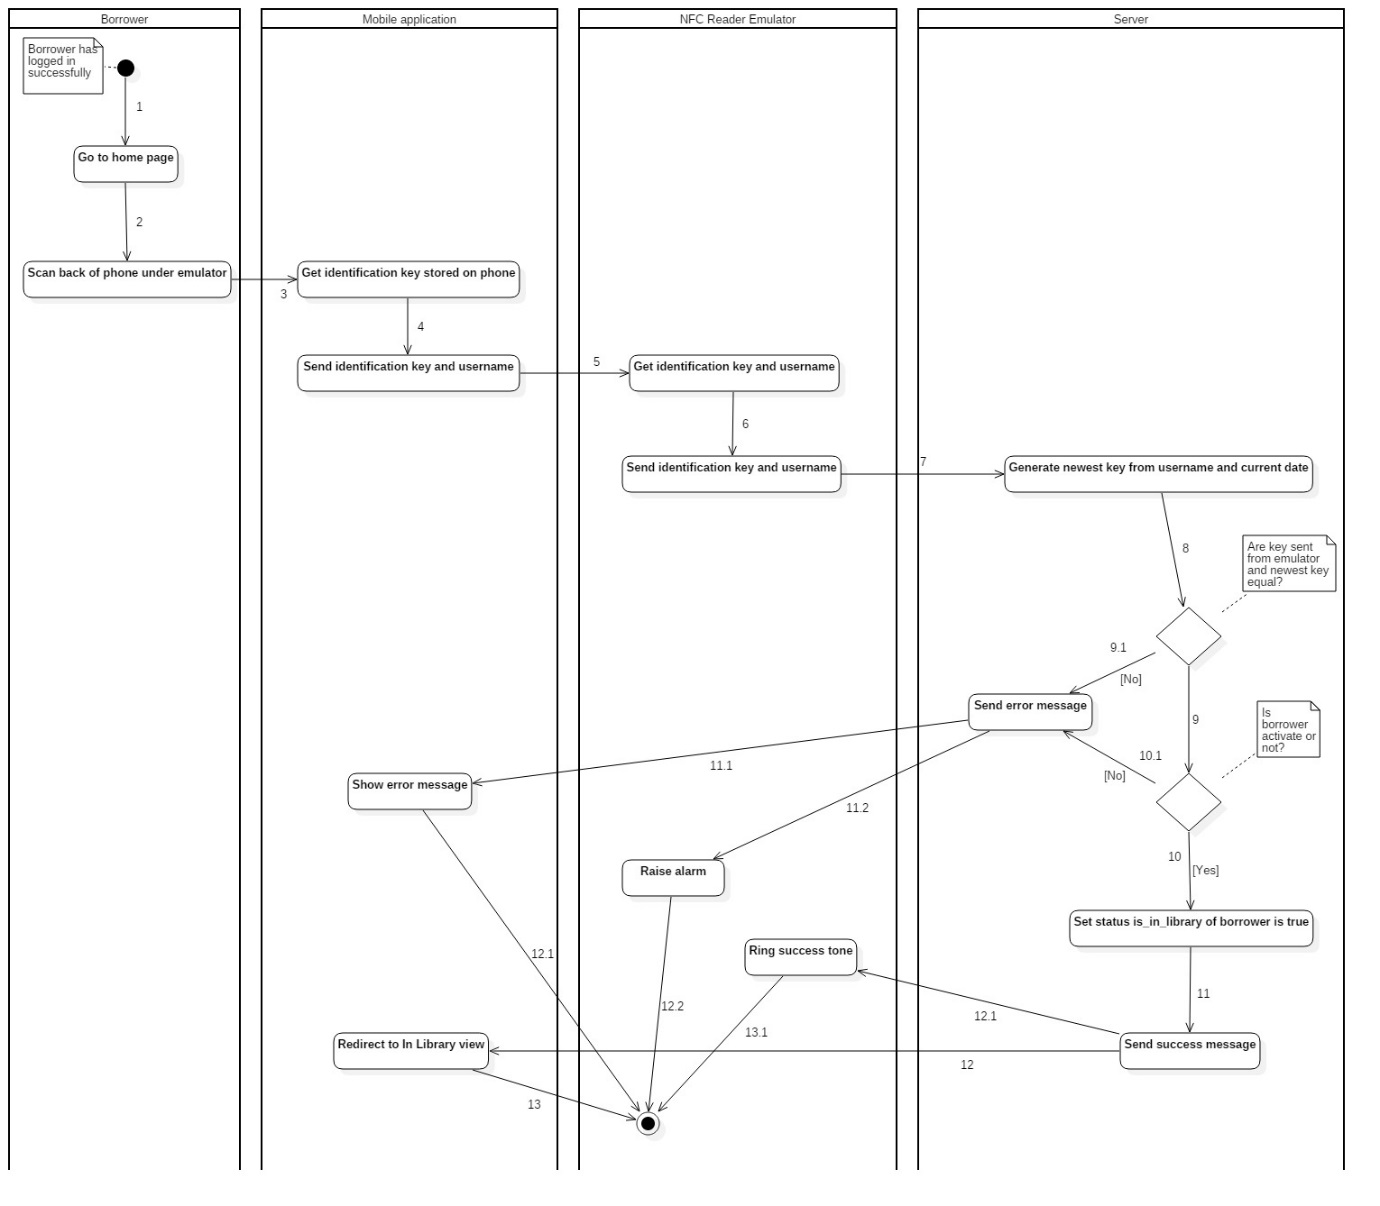 Borrower
Mobile application
NFC Reader Emulator
Server
Borrower has
logged in
successfully
1
Go to home page
2
Scan back of phone under emulator
3
Get identification key stored on phone
4
Send identification key and username
5
Get identification key and username
6
Send identification key and username
7
Generate newest key from username and current date
8
Are key sent
from emulator
and newest key
equal?
9.1
[No]
Send error message
9
Is
borrower
activate or
not?
10.1
[No]
11.1
Show error message
11.2
10
[Yes]
Raise alarm
Set status is_in_library of borrower is true
Ring success tone
12.1
11
12.2
12.1
13.1
Redirect to In Library view
Send success message
12
13